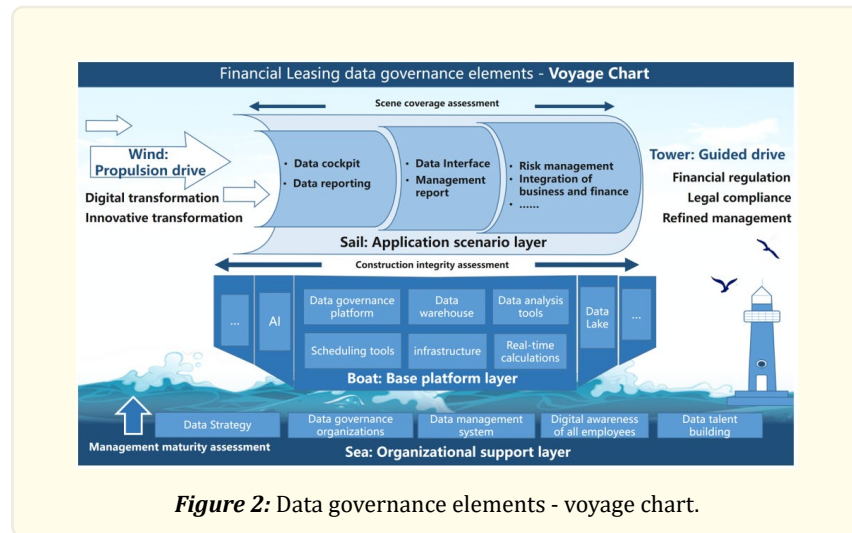 Financial Leasing data governance elements - Voyage Chart
Scene coverage assessment
Wind:
Propulsion drive
Digital transformation
Innovative transformation
• Data cockpit
• Data reporting
• Data Interface
• Management
report
• Risk management
• Integration of
business and finance
• ......
Sail: Application scenario layer
Tower: Guided drive
Financial regulation
Legal compliance
Refined management
Construction integrity assessment
...
AI
Data governance
platform
Data
warehouse
Data analysis
tools
Scheduling tools
infrastructure
Real-time
calculations
Data
Lake
...
Boat: Base platform layer
Management maturity assessment
Data Strategy
Data governance
organizations
Data management
system
Digital awareness
of all employees
Data talent
building
Sea: Organizational support layer
Figure 2: Data governance elements - voyage chart.